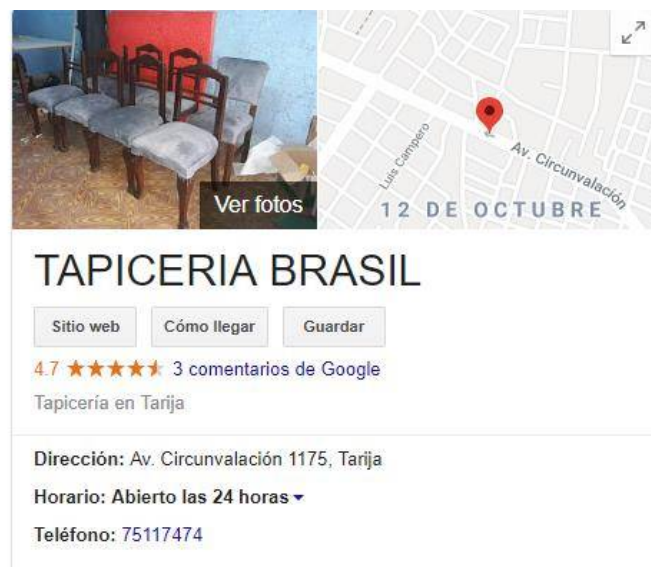 Ver fotos
Luis Campero
Av. Circunvalación
12 DE OCTUBRE
TAPICERIA BRASIL
Sitio web
Cómo llegar
Guardar
4.7 3 comentarios de Google
Tapicería en Tarija
Dirección: Av. Circunvalación 1175, Tarija
Horario: Abierto las 24 horas
Teléfono: 75117474